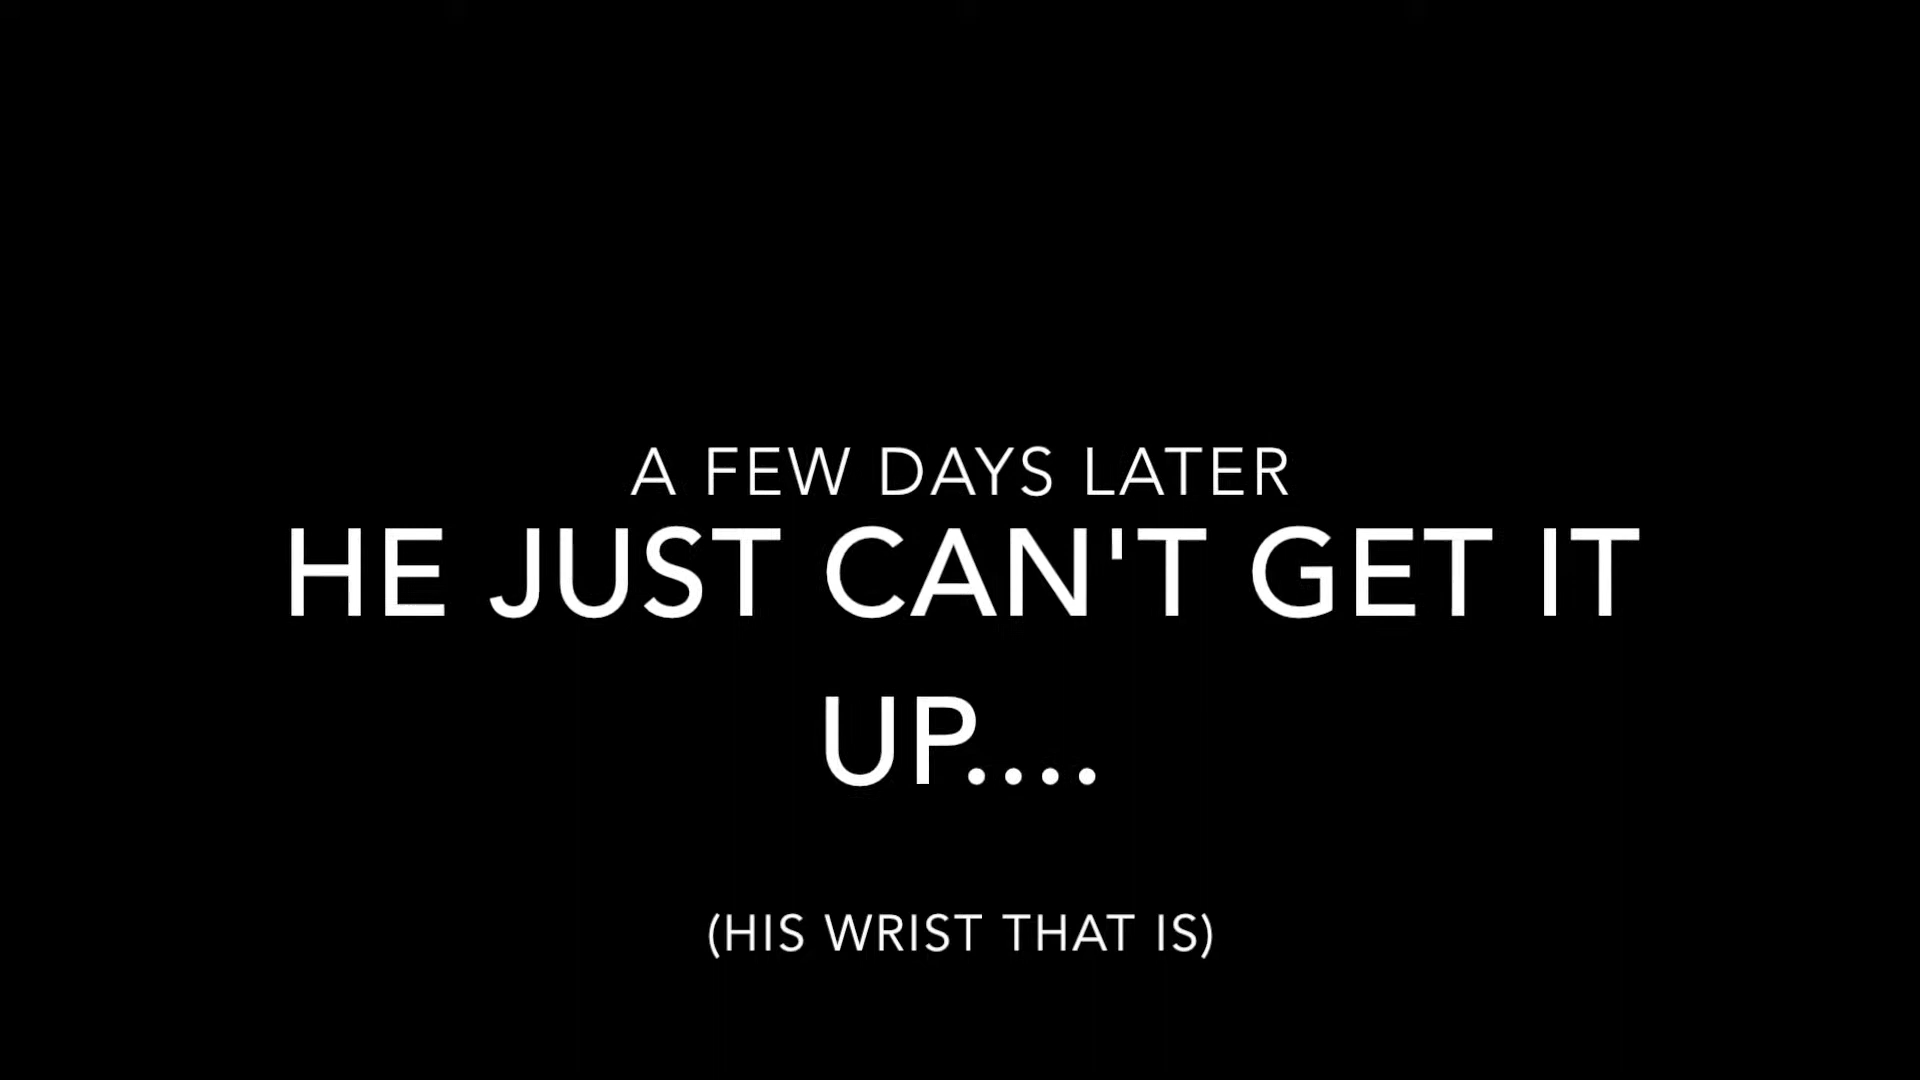 A FEW DAYS LATER
HE JUST CAN'T GET IT
UP....
(HIS WRIST THAT IS)